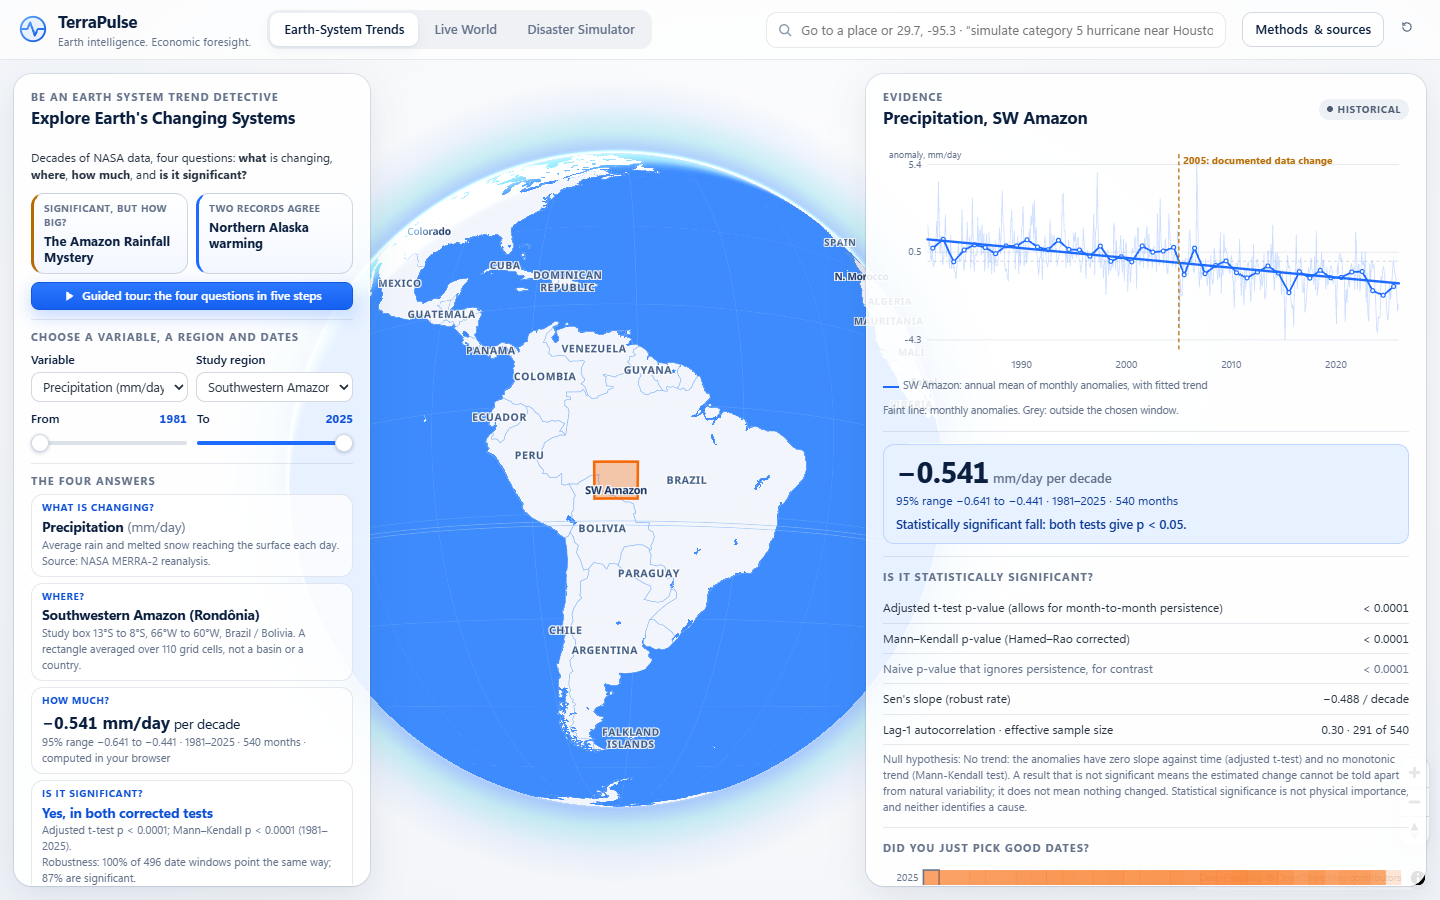 TerraPulse
Earth intelligence. Economic foresight.
Earth-System Trends
Live World
Disaster Simulator
Go to a place or 29.7, -95.3 · "simulate category 5 hurricane near Housto
Methods & sources
BE AN EARTH SYSTEM TREND DETECTIVE
Explore Earth's Changing Systems
Decades of NASA data, four questions: what is changing,
where, how much, and is it significant?
SIGNIFICANT, BUT HOW
BIG?
The Amazon Rainfall
Mystery
TWO RECORDS AGREE
Northern Alaska
warming
Guided tour: the four questions in five steps
CHOOSE A VARIABLE, A REGION AND DATES
Variable
Study region
Precipitation (mm/day
Southwestern Amazor
From 1981 To 2025
THE FOUR ANSWERS
WHAT IS CHANGING?
Precipitation (mm/day)
Average rain and melted snow reaching the surface each day.
Source: NASA MERRA-2 reanalysis.
WHERE?
Southwestern Amazon (Rondônia)
Study box 13°S to 8°S, 66°W to 60°W, Brazil / Bolivia. A
rectangle averaged over 110 grid cells, not a basin or a
country.
HOW MUCH?
−0.541 mm/day per decade
95% range −0.641 to −0.441 · 1981–2025 · 540 months ·
computed in your browser
IS IT SIGNIFICANT?
Yes, in both corrected tests
Adjusted t-test p < 0.0001; Mann–Kendall p < 0.0001 (1981–
2025).
Robustness: 100% of 496 date windows point the same way;
87% are significant.
Colorado
MEXICO
CUBA
DOMINICAN
REPUBLIC
GUATEMALA
PANAMA
VENEZUELA
GUYANA
COLOMBIA
ECUADOR
PERU
BRAZIL
SW Amazon
BOLIVIA
PARAGUAY
CHILE
ARGENTINA
FALKLAND
ISLANDS
SPAIN
N. Morocco
ALGERIA
MAURITANIA
MALI
EVIDENCE
Precipitation, SW Amazon
HISTORICAL
anomaly, mm/day
5.4
0.5
−4.3
2005: documented data change
1990
2000
2010
2020
SW Amazon: annual mean of monthly anomalies, with fitted trend
Faint line: monthly anomalies. Grey: outside the chosen window.
−0.541 mm/day per decade
95% range −0.641 to −0.441 · 1981–2025 · 540 months
Statistically significant fall: both tests give p < 0.05.
IS IT STATISTICALLY SIGNIFICANT?
Adjusted t-test p-value (allows for month-to-month persistence) < 0.0001
Mann–Kendall p-value (Hamed–Rao corrected) < 0.0001
Naive p-value that ignores persistence, for contrast < 0.0001
Sen's slope (robust rate) −0.488 / decade
Lag-1 autocorrelation · effective sample size 0.30 · 291 of 540
Null hypothesis: No trend: the anomalies have zero slope against time (adjusted t-test) and no monotonic
trend (Mann-Kendall test). A result that is not significant means the estimated change cannot be told apart
from natural variability; it does not mean nothing changed. Statistical significance is not physical importance,
and neither identifies a cause.
DID YOU JUST PICK GOOD DATES?
2025